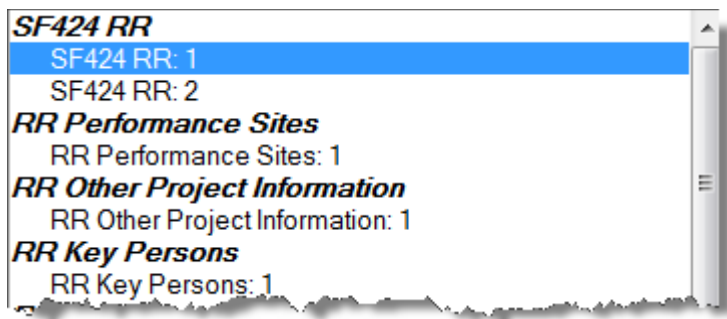 SF424 RR
SF424 RR: 1
SF424 RR: 2
RR Performance Sites
RR Performance Sites: 1
RR Other Project Information
RR Other Project Information: 1
RR Key Persons
RR Key Persons: 1